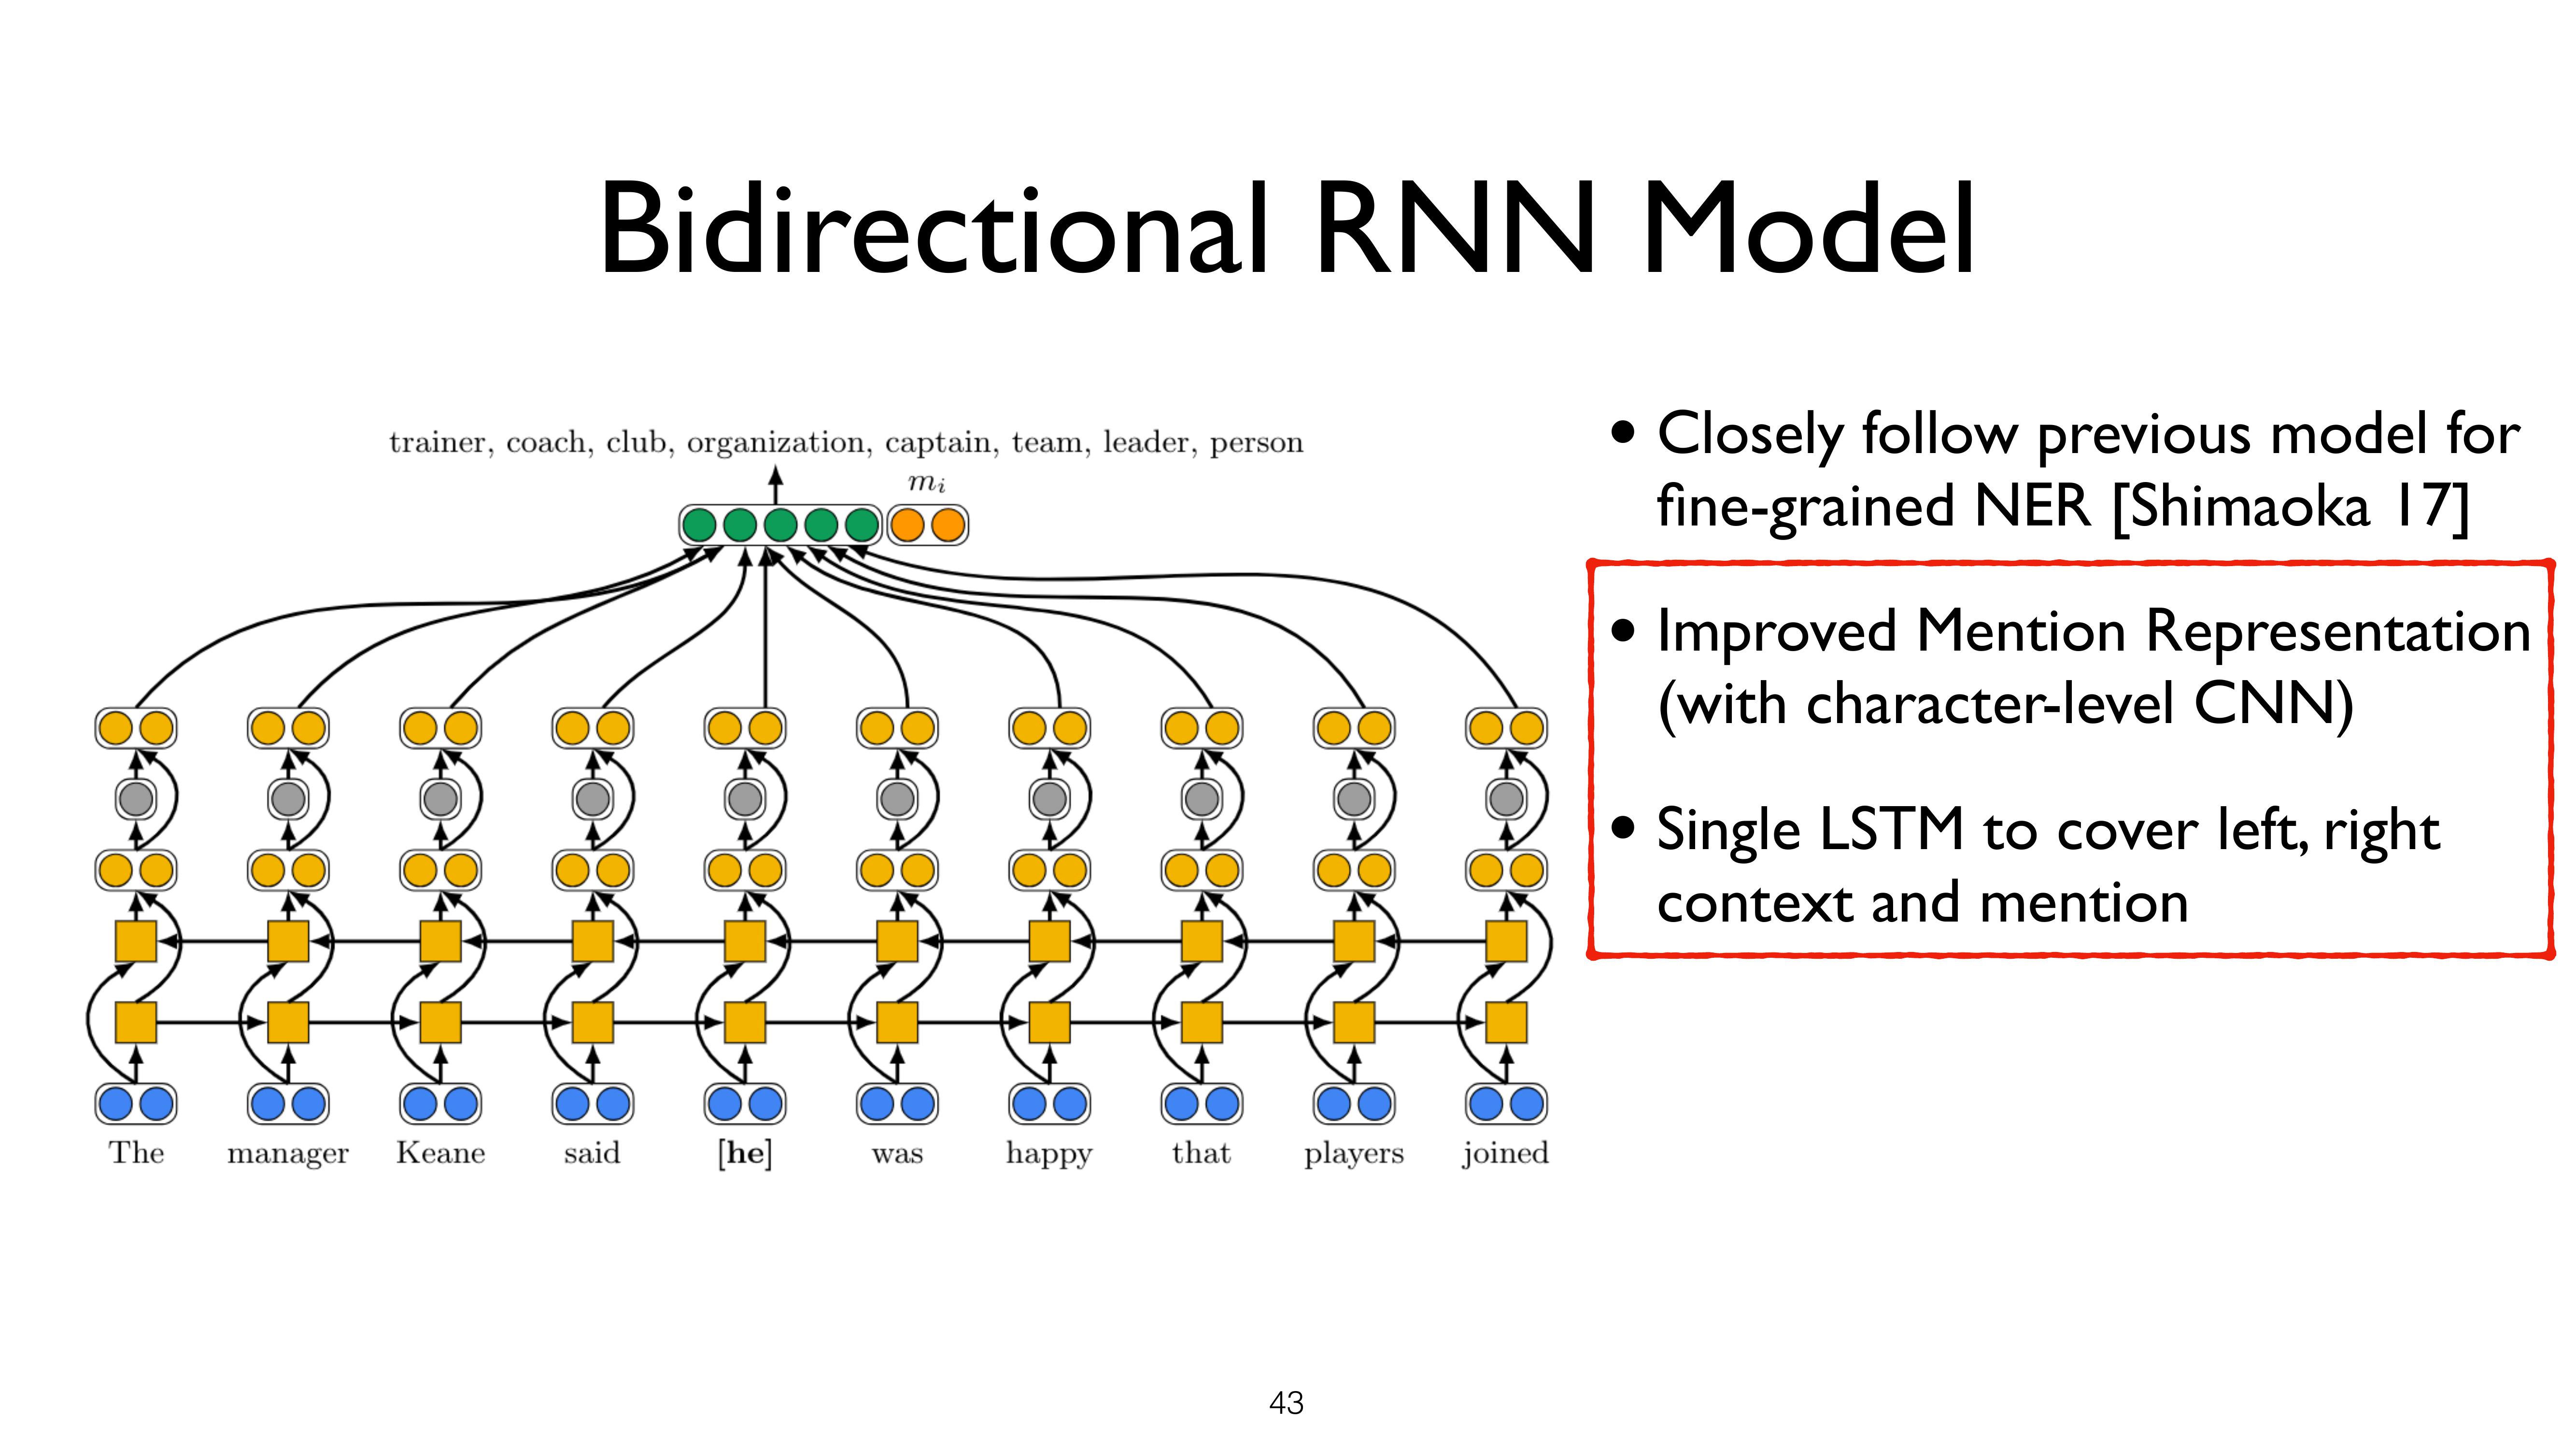 Bidirectional RNN Model
trainer, coach, club, organization, captain, team, leader, person
mᵢ
The manager Keane said [he] was happy that players joined
• Closely follow previous model for
fine-grained NER [Shimaoka 17]
• Improved Mention Representation
(with character-level CNN)
• Single LSTM to cover left, right
context and mention
43